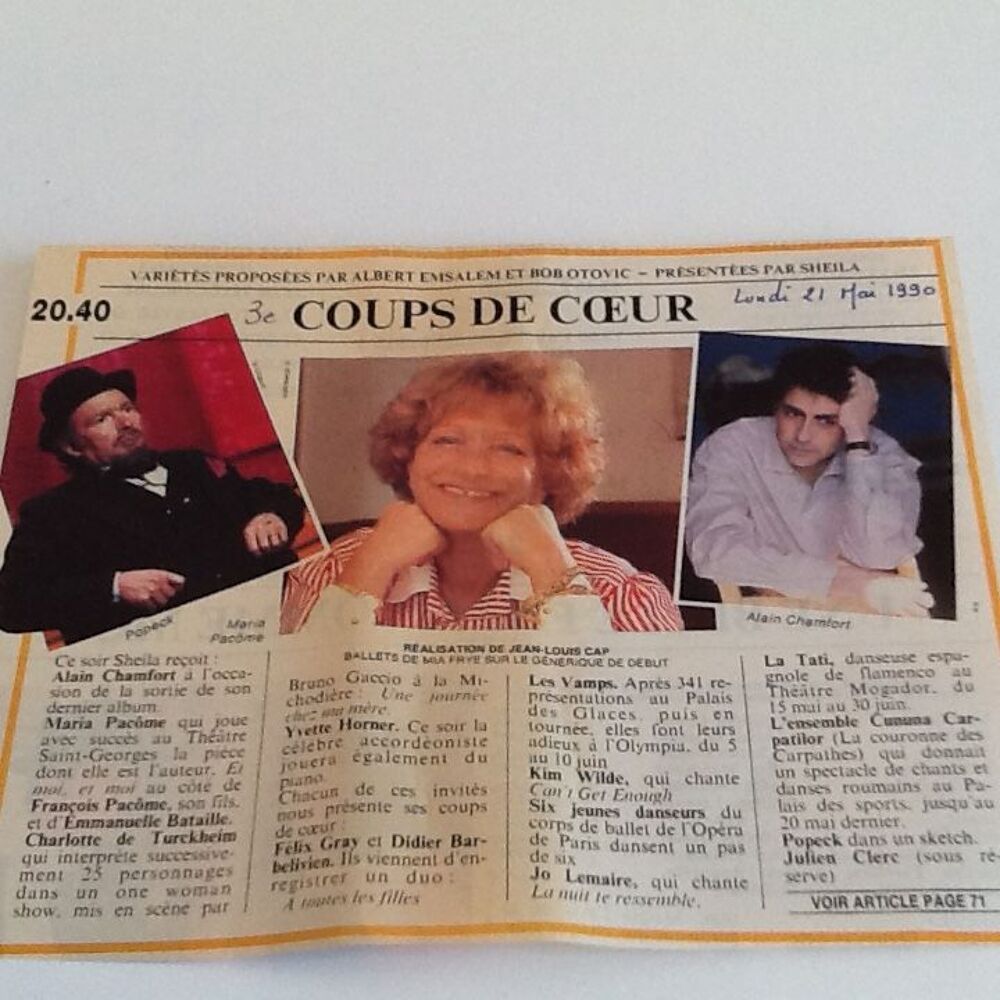 VARIÉTÉS PROPOSÉES PAR ALBERT EMSALEM ET BOB OTOVIC – PRÉSENTÉES PAR SHEILA
20.40
3e COUPS DE CŒUR
Lundi 21 Mai 1990
Popeck
Maria
Pacôme
Alain Chamfort
RÉALISATION DE JEAN-LOUIS CAP
BALLETS DE MIA FRYE SUR LE GÉNÉRIQUE DE DÉBUT
Ce soir Sheila reçoit :
Alain Chamfort à l'occa-
sion de la sortie de son
dernier album.
Maria Pacôme qui joue
avec succès au Théâtre
Saint-Georges la pièce
dont elle est l'auteur, Et
moi, et moi au côté de
François Pacôme, son fils,
et d'Emmanuelle Bataille.
Charlotte de Turckheim
qui interprète successive-
ment 25 personnages
dans un one woman
show, mis en scène par
Bruno Gaccio à la Mi-
chodière : Une journée
chez ma mère.
Yvette Horner. Ce soir la
célèbre accordéoniste
jouera également du
piano.
Chacun de ces invités
nous présente ses coups
de cœur :
Félix Gray et Didier Bar-
belivien. Ils viennent d'en-
registrer un duo :
A toutes les filles
Les Vamps. Après 341 re-
présentations au Palais
des Glaces, puis en
tournée, elles font leurs
adieux à l'Olympia, du 5
au 10 juin
Kim Wilde, qui chante
Can't Get Enough
Six jeunes danseurs du
corps de ballet de l'Opéra
de Paris dansent un pas
de six
Jo Lemaire, qui chante
La nuit te ressemble.
La Tati, danseuse espa-
gnole de flamenco au
Théâtre Mogador, du
15 mai au 30 juin.
L'ensemble Cununa Car-
patilor (La couronne des
Carpathes) qui donnait
un spectacle de chants et
danses roumains au Pa-
lais des sports, jusqu'au
20 mai dernier.
Popeck dans un sketch.
Julien Clerc (sous ré-
serve)
VOIR ARTICLE PAGE 71